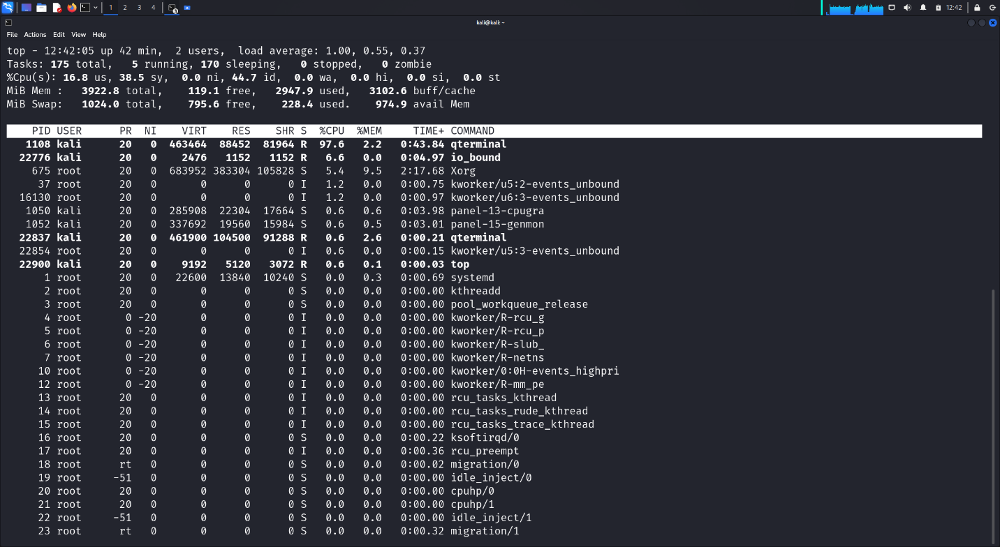 1 2 3 4 3 12:42
kali@kali: ~
File Actions Edit View Help
top - 12:42:05 up 42 min,  2 users,  load average: 1.00, 0.55, 0.37
Tasks: 175 total,   5 running, 170 sleeping,   0 stopped,   0 zombie
%Cpu(s): 16.8 us, 38.5 sy,  0.0 ni, 44.7 id,  0.0 wa,  0.0 hi,  0.0 si,  0.0 st
MiB Mem :   3922.8 total,    119.1 free,   2947.9 used,   3102.6 buff/cache
MiB Swap:   1024.0 total,    795.6 free,    228.4 used.    974.9 avail Mem
PID USER PR NI VIRT RES SHR S %CPU %MEM TIME+ COMMAND
1108 kali 20 0 463464 88452 81964 R 97.6 2.2 0:43.84 qterminal
22776 kali 20 0 2476 1152 1152 R 6.6 0.0 0:04.97 io_bound
675 root 20 0 683952 383304 105828 S 5.4 9.5 2:17.68 Xorg
37 root 20 0 0 0 0 I 1.2 0.0 0:00.75 kworker/u5:2-events_unbound
16130 root 20 0 0 0 0 I 1.2 0.0 0:00.97 kworker/u6:3-events_unbound
1050 kali 20 0 285908 22304 17664 S 0.6 0.6 0:03.98 panel-13-cpugra
1052 kali 20 0 337692 19560 15984 S 0.6 0.5 0:03.01 panel-15-genmon
22837 kali 20 0 461900 104500 91288 R 0.6 2.6 0:00.21 qterminal
22854 root 20 0 0 0 0 I 0.6 0.0 0:00.15 kworker/u5:3-events_unbound
22900 kali 20 0 9192 5120 3072 R 0.6 0.1 0:00.03 top
1 root 20 0 22600 13840 10240 S 0.0 0.3 0:00.69 systemd
2 root 20 0 0 0 0 S 0.0 0.0 0:00.00 kthreadd
3 root 20 0 0 0 0 S 0.0 0.0 0:00.00 pool_workqueue_release
4 root 0 -20 0 0 0 I 0.0 0.0 0:00.00 kworker/R-rcu_g
5 root 0 -20 0 0 0 I 0.0 0.0 0:00.00 kworker/R-rcu_p
6 root 0 -20 0 0 0 I 0.0 0.0 0:00.00 kworker/R-slub_
7 root 0 -20 0 0 0 I 0.0 0.0 0:00.00 kworker/R-netns
10 root 0 -20 0 0 0 I 0.0 0.0 0:00.00 kworker/0:0H-events_highpri
12 root 0 -20 0 0 0 I 0.0 0.0 0:00.00 kworker/R-mm_pe
13 root 20 0 0 0 0 I 0.0 0.0 0:00.00 rcu_tasks_kthread
14 root 20 0 0 0 0 I 0.0 0.0 0:00.00 rcu_tasks_rude_kthread
15 root 20 0 0 0 0 I 0.0 0.0 0:00.00 rcu_tasks_trace_kthread
16 root 20 0 0 0 0 S 0.0 0.0 0:00.22 ksoftirqd/0
17 root 20 0 0 0 0 I 0.0 0.0 0:00.36 rcu_preempt
18 root rt 0 0 0 0 S 0.0 0.0 0:00.02 migration/0
19 root -51 0 0 0 0 S 0.0 0.0 0:00.00 idle_inject/0
20 root 20 0 0 0 0 S 0.0 0.0 0:00.00 cpuhp/0
21 root 20 0 0 0 0 S 0.0 0.0 0:00.00 cpuhp/1
22 root -51 0 0 0 0 S 0.0 0.0 0:00.00 idle_inject/1
23 root rt 0 0 0 0 S 0.0 0.0 0:00.32 migration/1